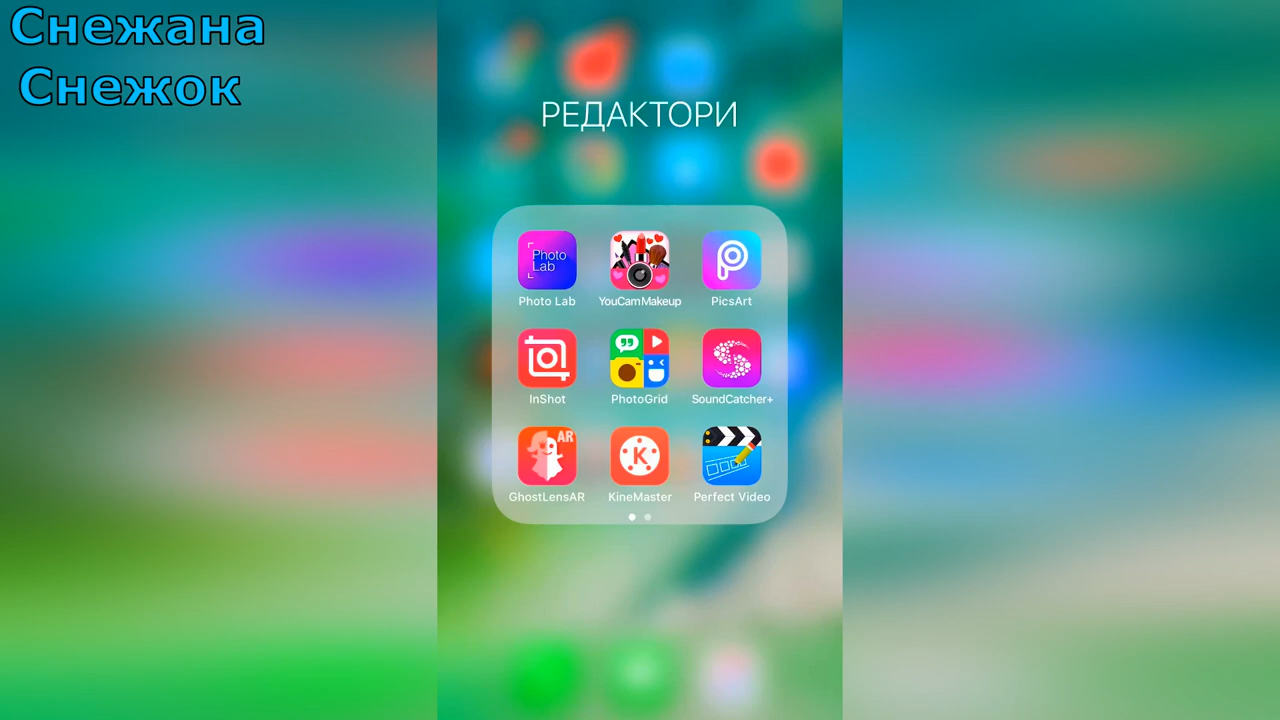 Снежана
Снежок
РЕДАКТОРИ
Photo
Lab
Photo Lab
YouCamMakeup
PicsArt
InShot
PhotoGrid
SoundCatcher+
AR
K
GhostLensAR
KineMaster
Perfect Video